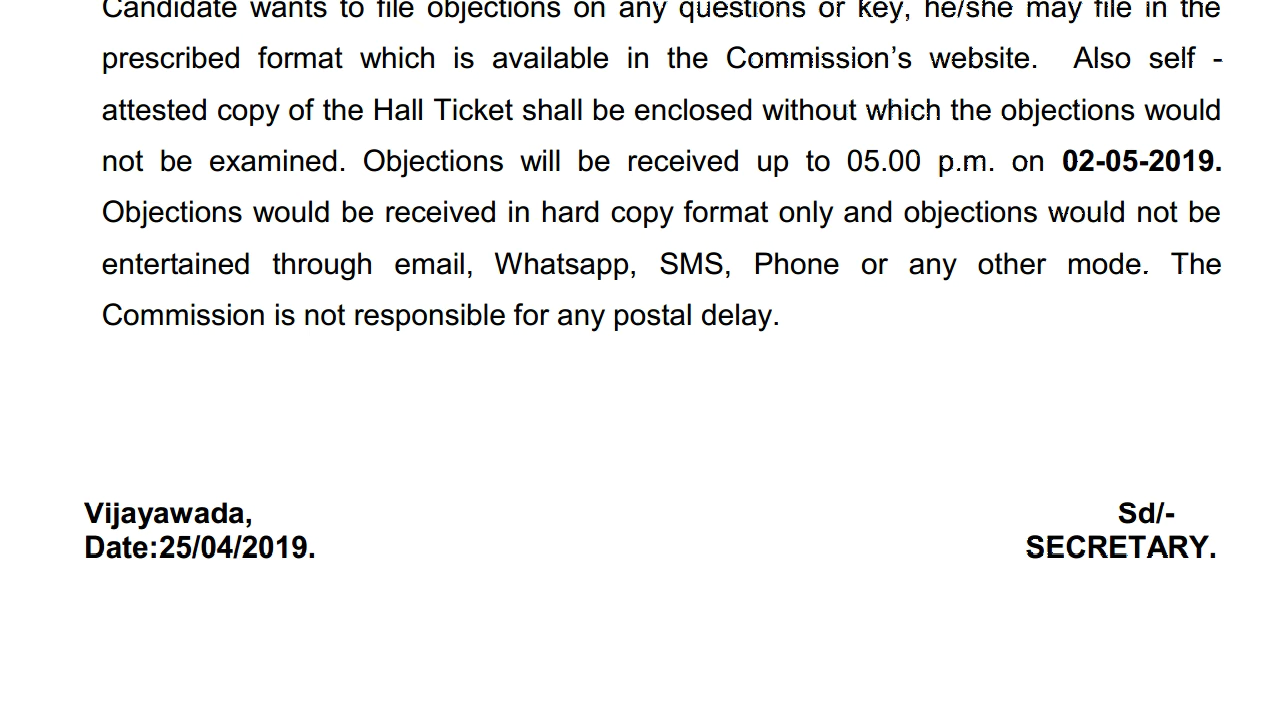 Candidate wants to file objections on any questions or key, he/she may file in the
prescribed format which is available in the Commission’s website. Also self -
attested copy of the Hall Ticket shall be enclosed without which the objections would
not be examined. Objections will be received up to 05.00 p.m. on 02-05-2019.
Objections would be received in hard copy format only and objections would not be
entertained through email, Whatsapp, SMS, Phone or any other mode. The
Commission is not responsible for any postal delay.
Vijayawada,
Sd/-
Date:25/04/2019.
SECRETARY.